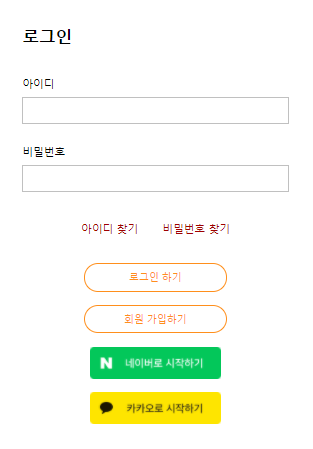 로그인
아이디
비밀번호
아이디 찾기 비밀번호 찾기
로그인 하기
회원 가입하기
N 네이버로 시작하기
카카오로 시작하기